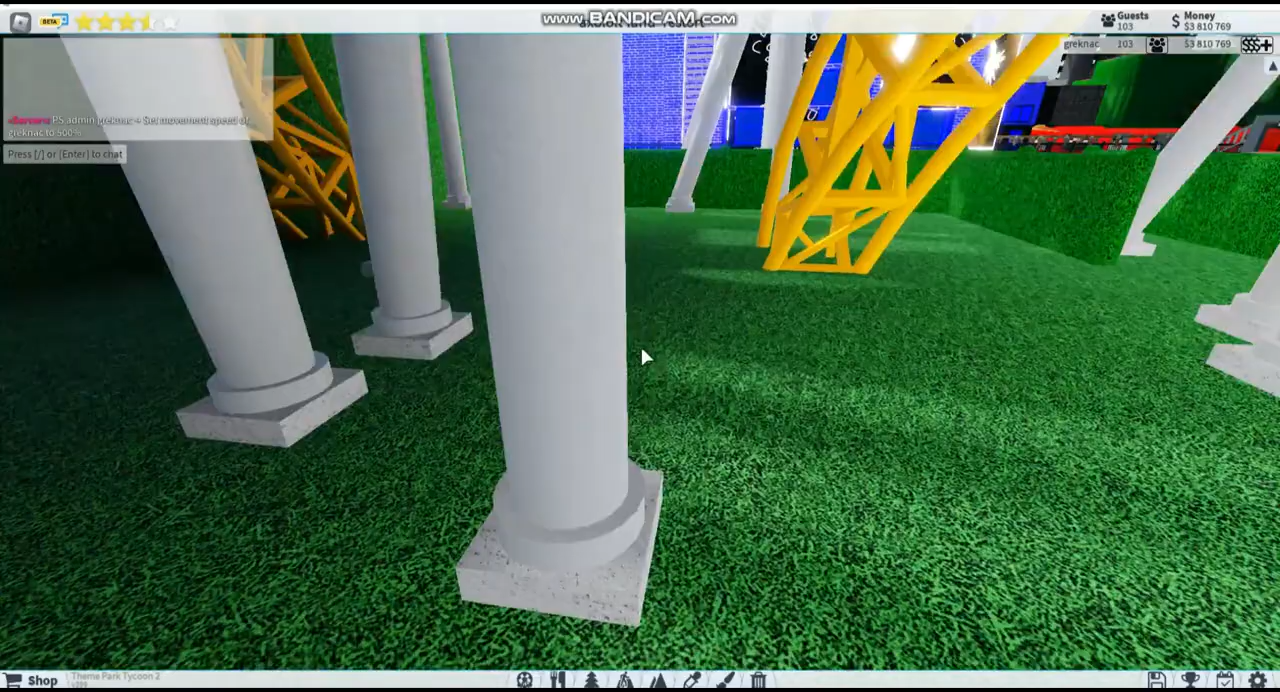 BETA
www.BANDICAM.com
Guests
103
Money
$3 810 769
greknac 103 $3 810 769
PS admin greknac - Set movement speed of
greknac to 500%
Press [/] or [Enter] to chat
Shop
Theme Park Tycoon 2